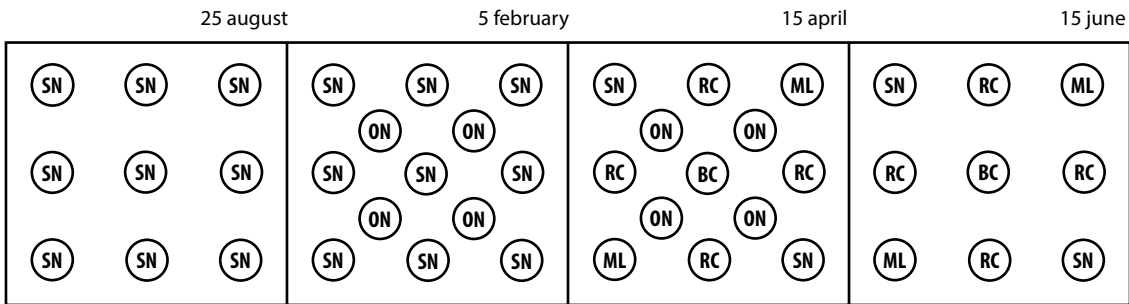 25 august 5 february 15 april 15 june
SN SN SN SN SN SN SN RC ML SN RC ML
ON ON ON ON
SN SN SN SN SN SN RC BC RC RC BC RC
ON ON ON ON
SN SN SN SN SN SN ML RC SN ML RC SN